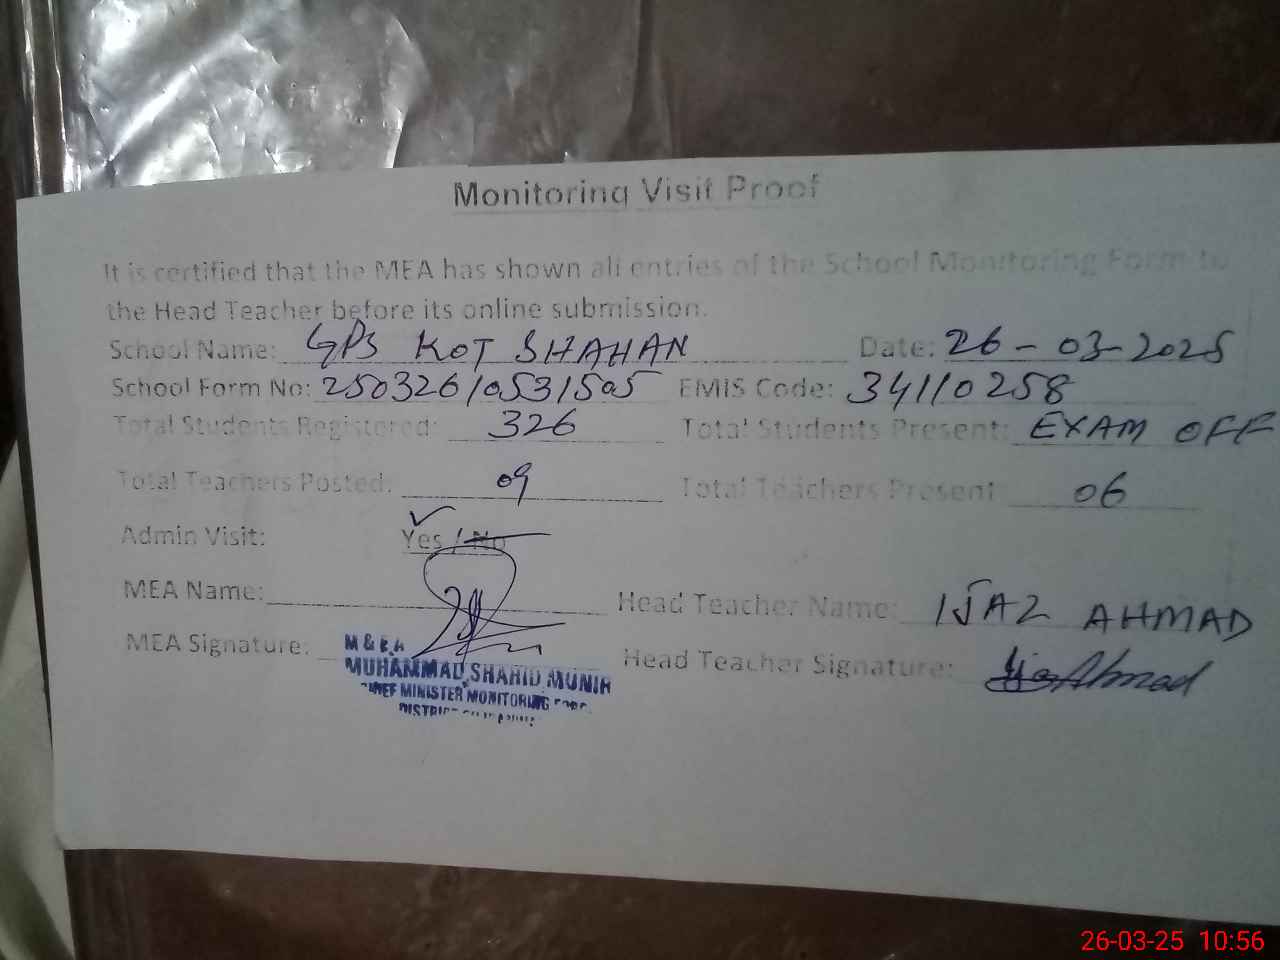 Monitoring Visit Proof
It is certified that the MEA has shown all entries of the School Monitoring Form to
the Head Teacher before its online submission.
School Name: GPS KOT SHAHAN Date: 26-03-2025
School Form No: 25032610531505 EMIS Code: 34110258
Total Students Registered: 326 Total Students Present: EXAM OFF
Total Teachers Posted: 09 Total Teachers Present 06
Admin Visit: Yes / No
MEA Name: Head Teacher Name: IJAZ AHMAD
MEA Signature: Head Teacher Signature: Ijaz Ahmad
M & E A
MUHAMMAD SHAHID MUNIR
CHIEF MINISTER MONITORING FORCE
26-03-25 10:56